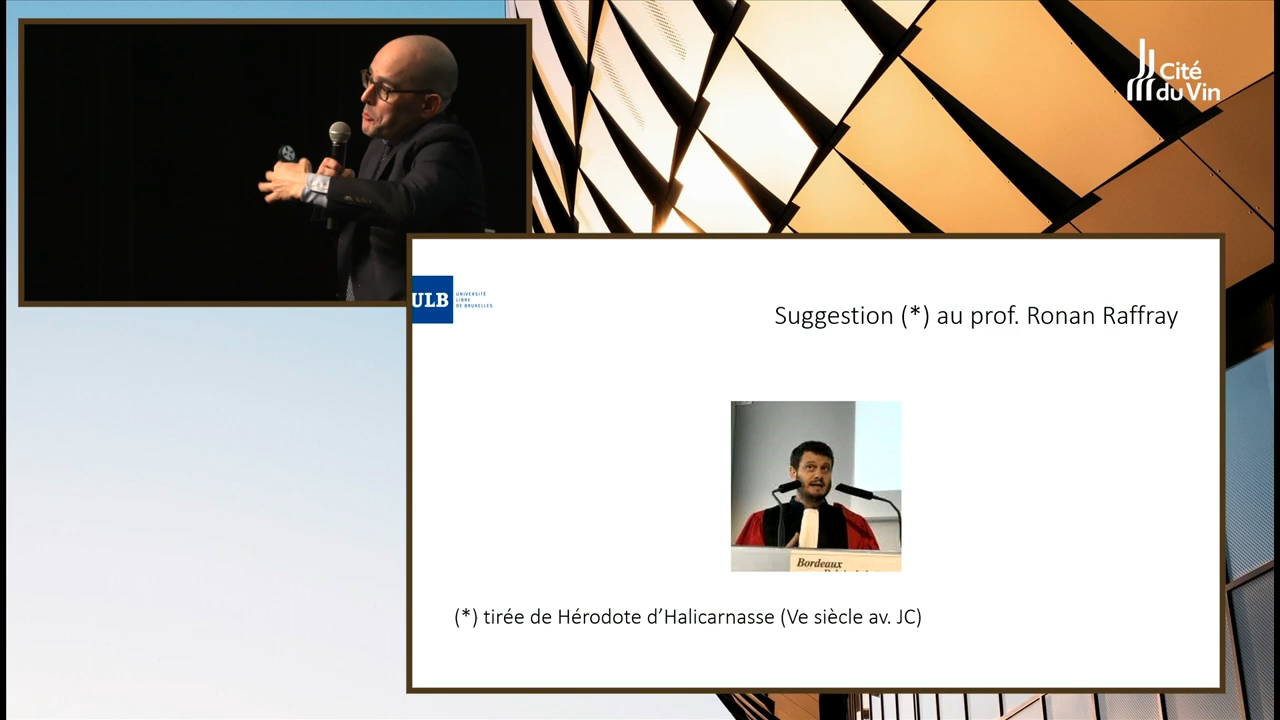 Cité
du Vin
ULB
UNIVERSITÉ
LIBRE
DE BRUXELLES
Suggestion (*) au prof. Ronan Raffray
Bordeaux
(*) tirée de Hérodote d’Halicarnasse (Ve siècle av. JC)